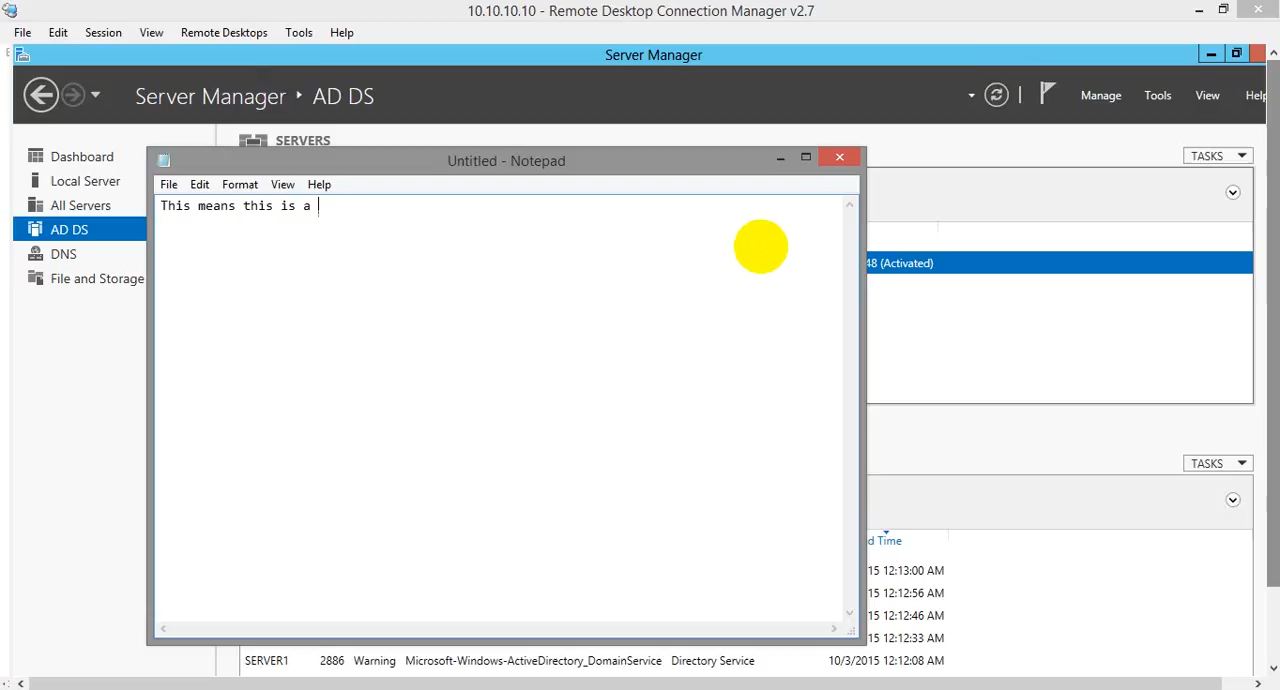 10.10.10.10 - Remote Desktop Connection Manager v2.7
File Edit Session View Remote Desktops Tools Help
Server Manager
Server Manager AD DS
Manage Tools View Help
SERVERS
Dashboard
Local Server
All Servers
AD DS
DNS
File and Storage
TASKS
48 (Activated)
Untitled - Notepad
File Edit Format View Help
This means this is a
TASKS
d Time
15 12:13:00 AM
15 12:12:56 AM
15 12:12:46 AM
15 12:12:33 AM
SERVER1 2886 Warning Microsoft-Windows-ActiveDirectory_DomainService Directory Service 10/3/2015 12:12:08 AM